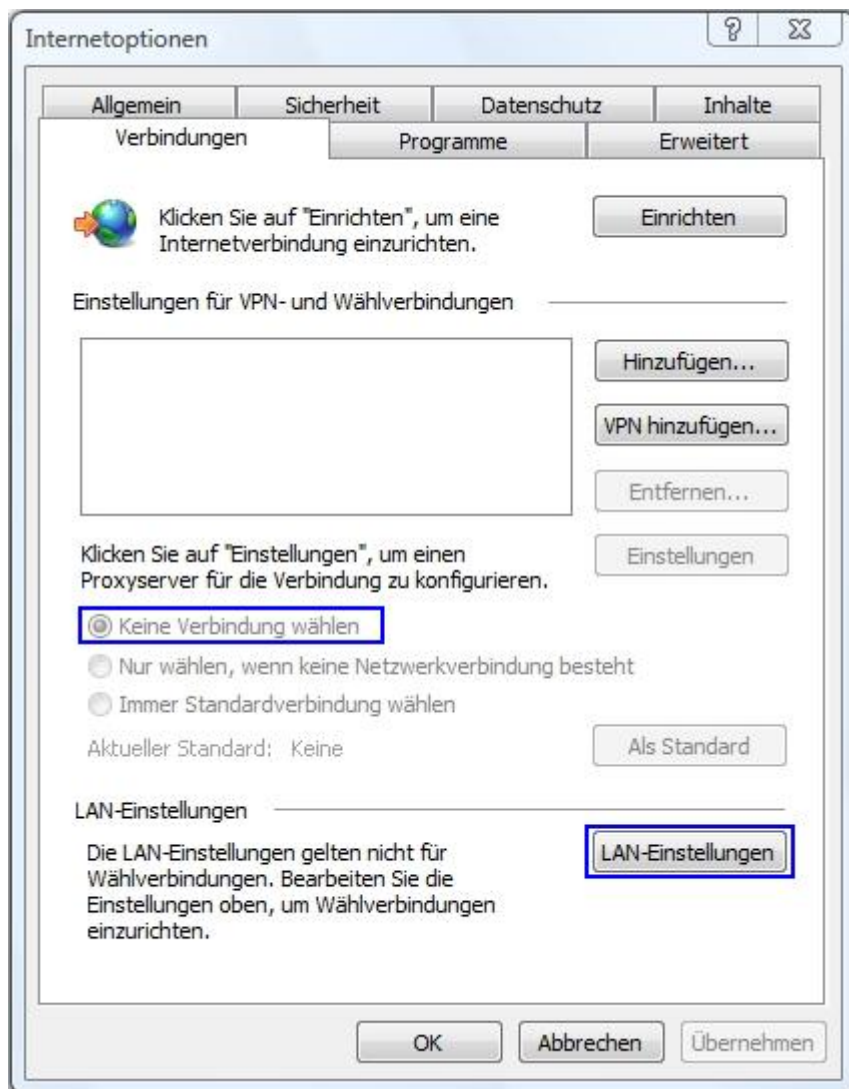 Internetoptionen
Allgemein
Sicherheit
Datenschutz
Inhalte
Verbindungen
Programme
Erweitert
Klicken Sie auf "Einrichten", um eine
Internetverbindung einzurichten.
Einrichten
Einstellungen für VPN- und Wählverbindungen
Hinzufügen...
VPN hinzufügen...
Entfernen...
Klicken Sie auf "Einstellungen", um einen
Proxyserver für die Verbindung zu konfigurieren.
Einstellungen
Keine Verbindung wählen
Nur wählen, wenn keine Netzwerkverbindung besteht
Immer Standardverbindung wählen
Aktueller Standard: Keine
Als Standard
LAN-Einstellungen
Die LAN-Einstellungen gelten nicht für
Wählverbindungen. Bearbeiten Sie die
Einstellungen oben, um Wählverbindungen
einzurichten.
LAN-Einstellungen
OK
Abbrechen
Übernehmen